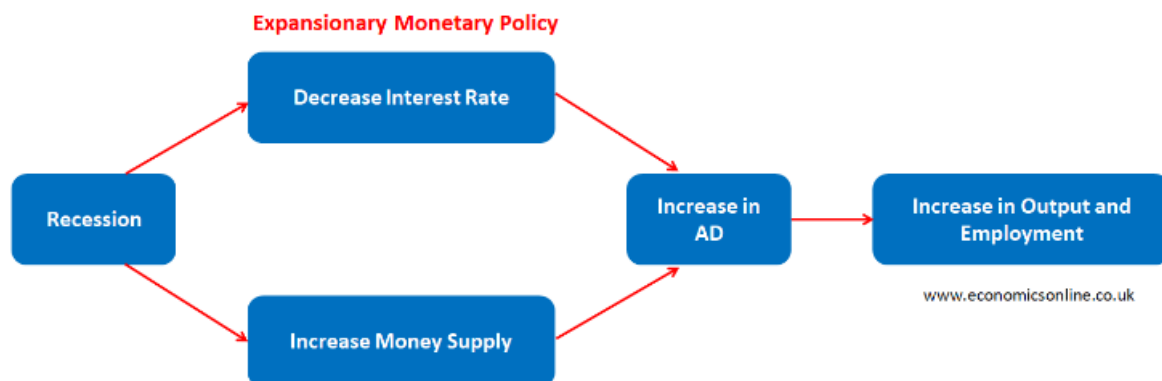 Expansionary Monetary Policy
Decrease Interest Rate
Recession
Increase in
AD
Increase in Output and
Employment
www.economicsonline.co.uk
Increase Money Supply